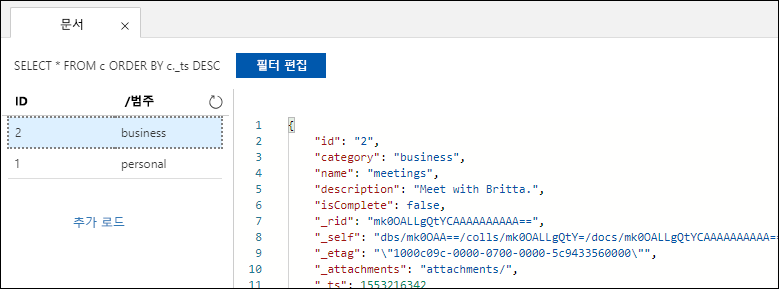 문서 ×
SELECT * FROM c ORDER BY c._ts DESC 필터 편집
ID /범주
2 business
1 personal
추가 로드
1 {
2 "id": "2",
3 "category": "business",
4 "name": "meetings",
5 "description": "Meet with Britta.",
6 "isComplete": false,
7 "_rid": "mk0OALLgQtYCAAAAAAAAAA==",
8 "_self": "dbs/mk0OAA==/colls/mk0OALLgQtY=/docs/mk0OALLgQtYCAAAAAAAAAA==
9 "_etag": "\"1000c09c-0000-0700-0000-5c9433560000\"",
10 "_attachments": "attachments/",
11 "_ts": 1553216342